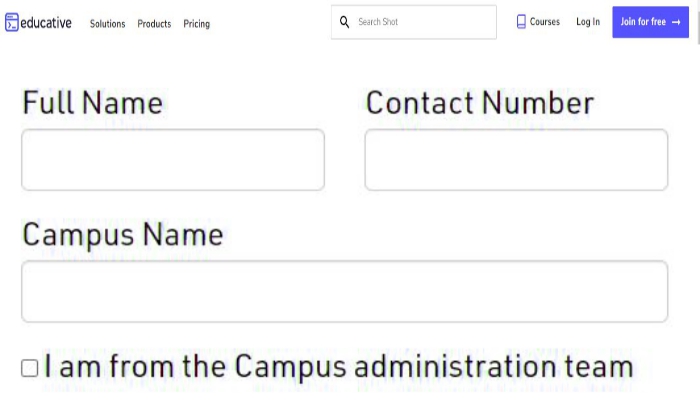 educative Solutions Products Pricing Search Shot Courses Log In Join for free →
Full Name Contact Number
Campus Name
I am from the Campus administration team